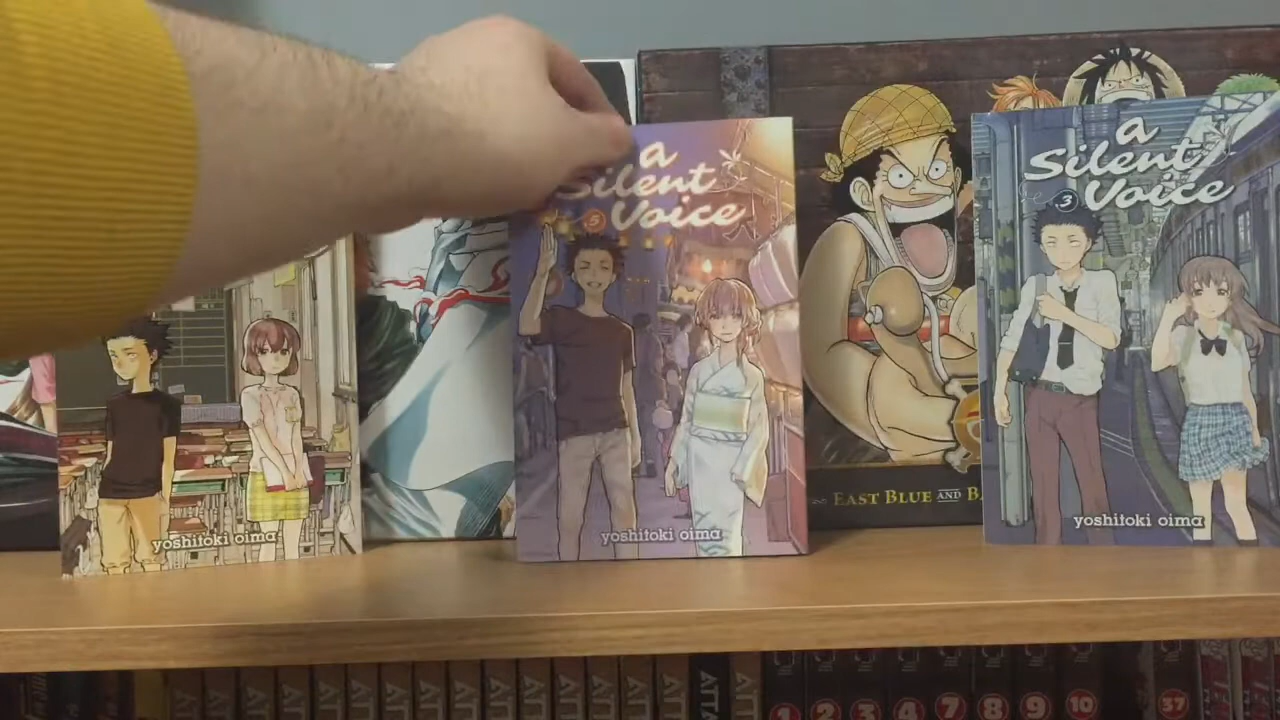 a
Silent
Voice
5
yoshitoki oima
a
Silent
Voice
3
yoshitoki oima
yoshitoki oima
EAST BLUE AND BA
1 2 3 4 7 8 9 10 37